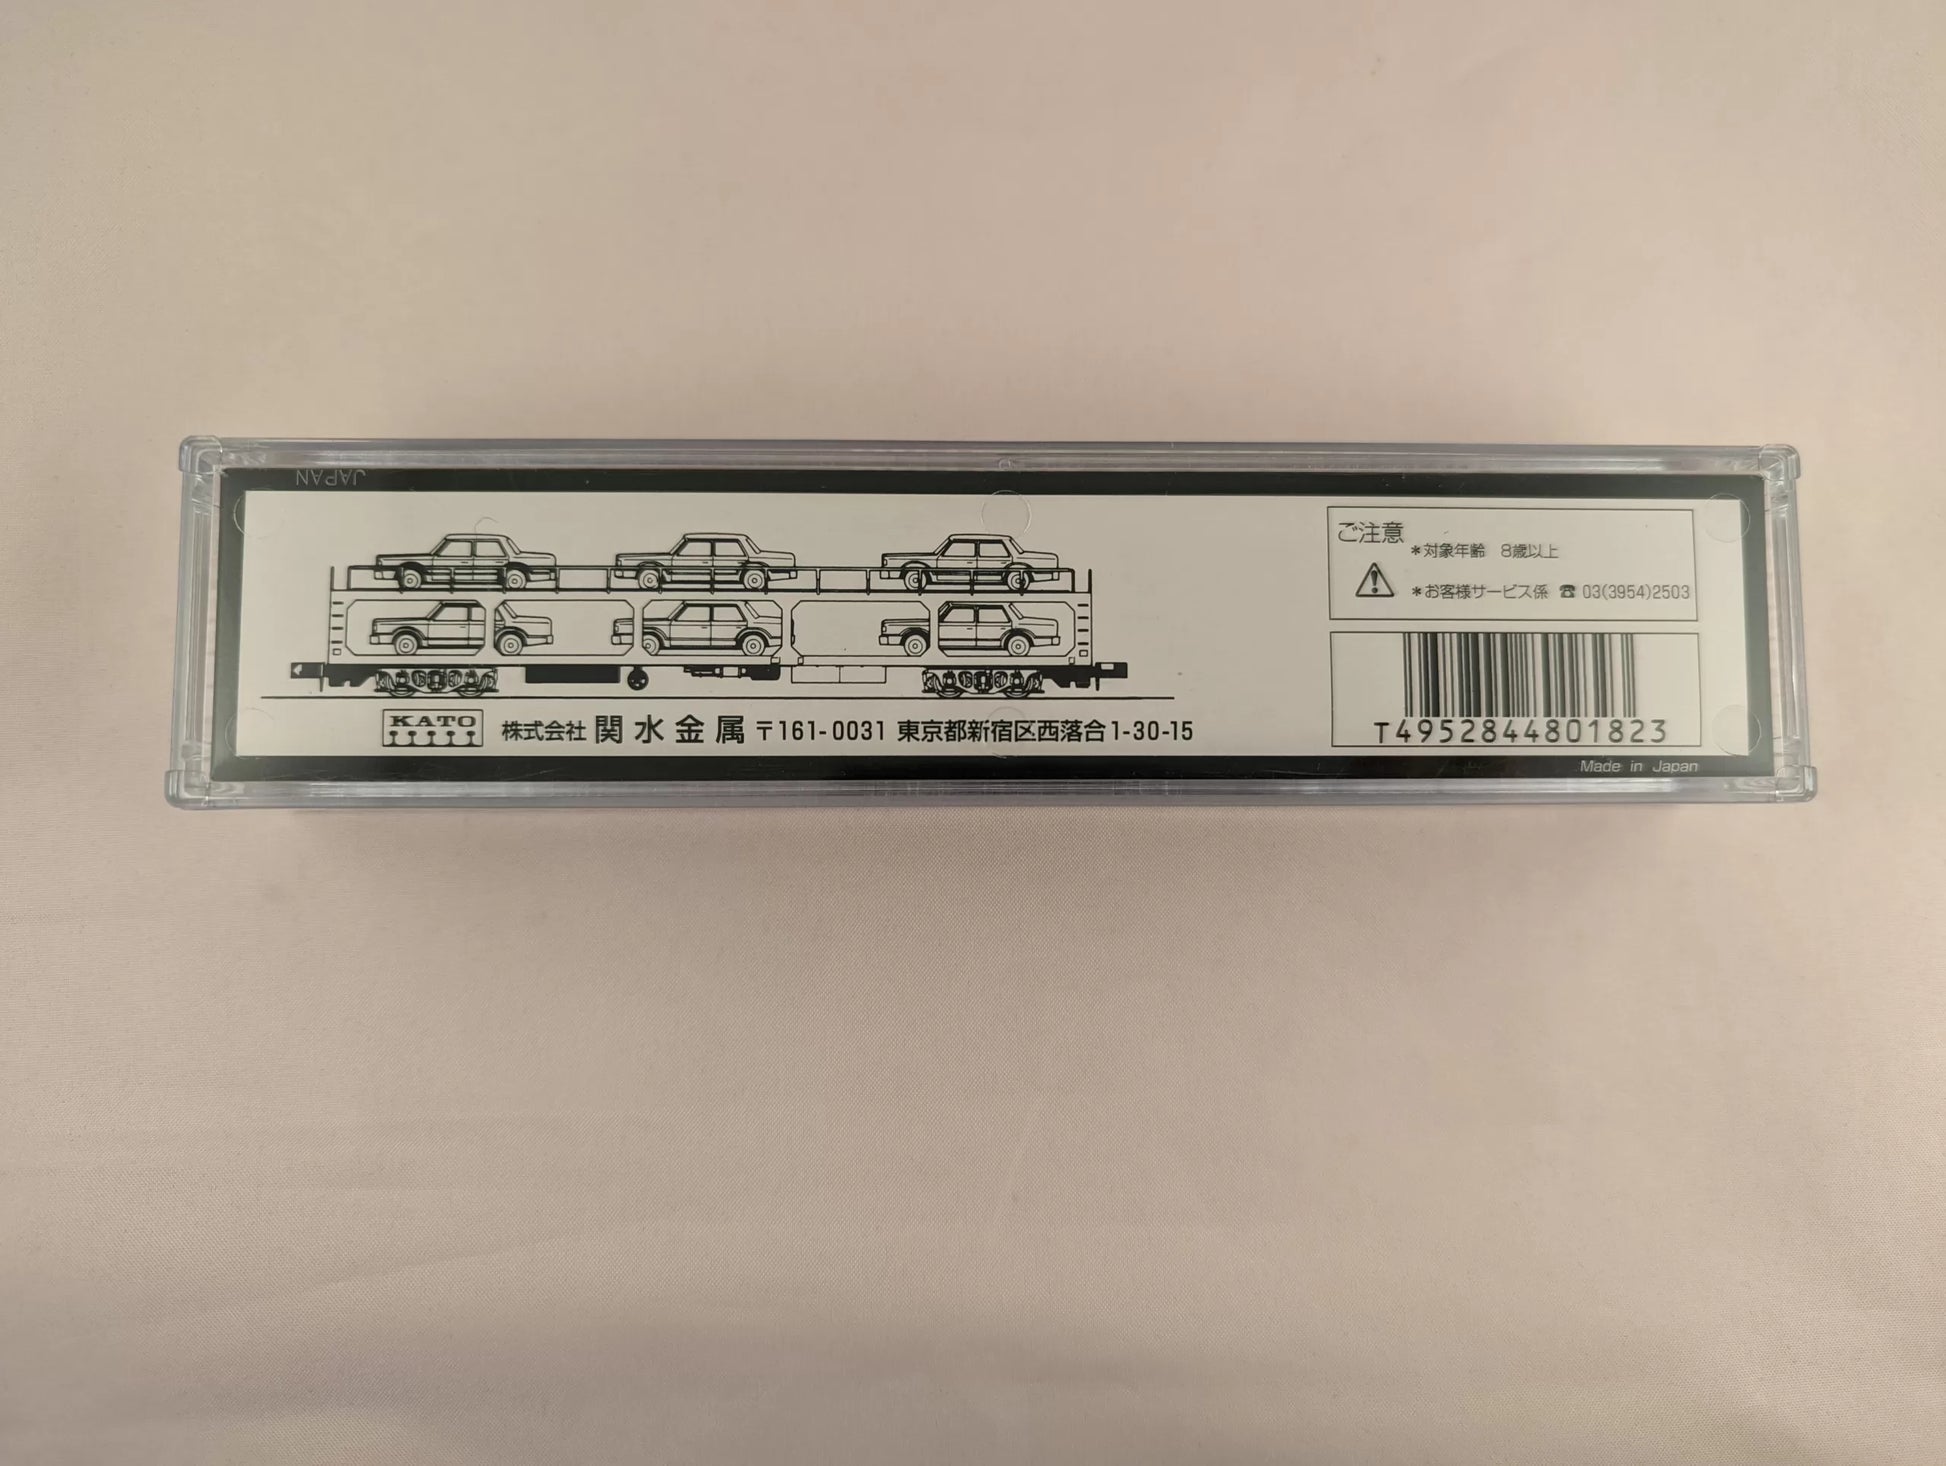 JAPAN
ご注意
*対象年齢 8歳以上
*お客様サービス係 ☎ 03(3954)2503
KATO 株式会社 関水金属 〒161-0031 東京都新宿区西落合1-30-15
T4952844801823
Made in Japan